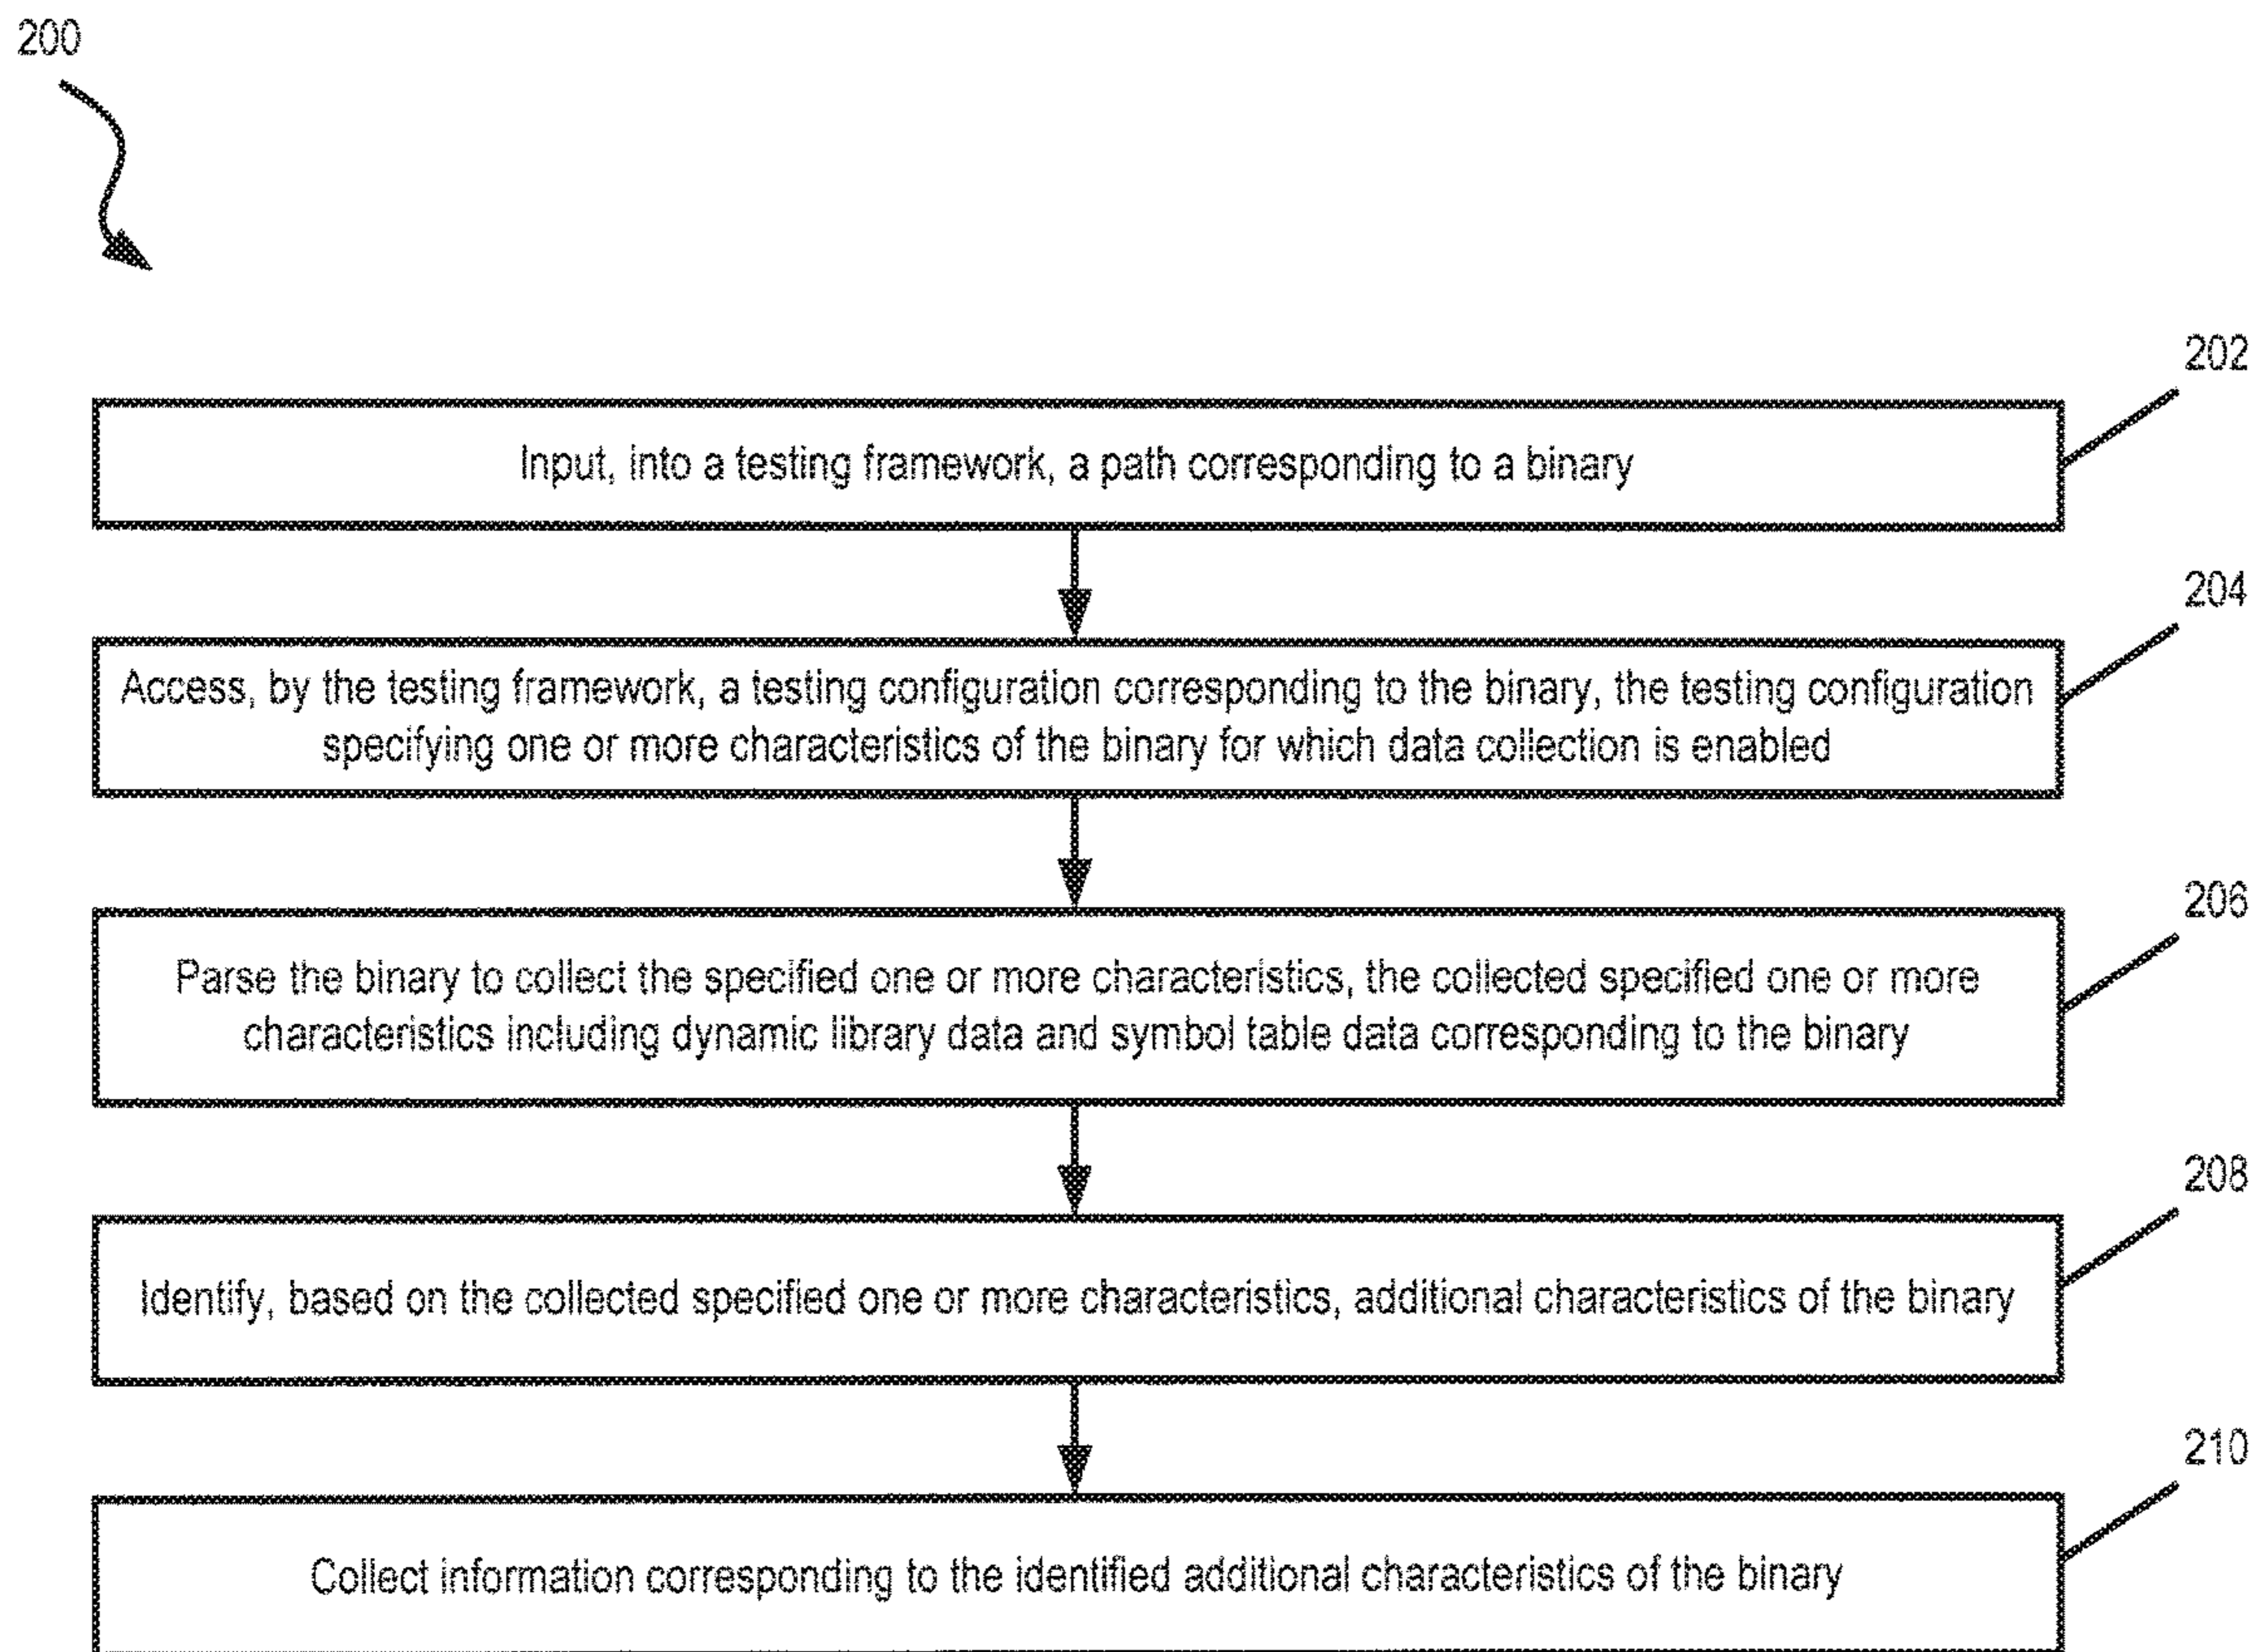 200
202
Input, into a testing framework, a path corresponding to a binary
204
Access, by the testing framework, a testing configuration corresponding to the binary, the testing configuration
specifying one or more characteristics of the binary for which data collection is enabled
206
Parse the binary to collect the specified one or more characteristics, the collected specified one or more
characteristics including dynamic library data and symbol table data corresponding to the binary
208
Identify, based on the collected specified one or more characteristics, additional characteristics of the binary
210
Collect information corresponding to the identified additional characteristics of the binary